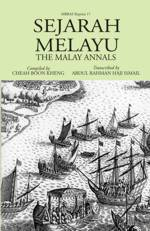 MBRAS Reprint 17
SEJARAH
MELAYU
THE MALAY ANNALS
Compiled by
CHEAH BOON KHENG
Transcribed by
ABDUL RAHMAN HAJI ISMAIL